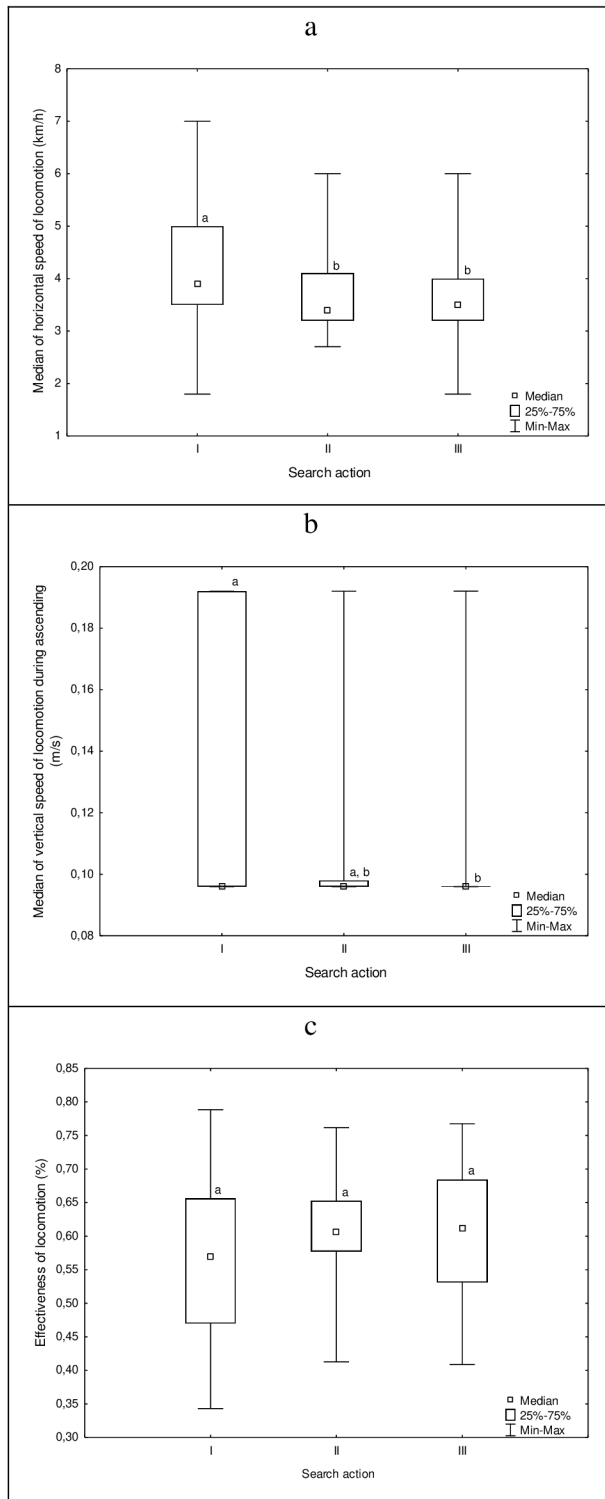 a
Median of horizontal speed of locomotion (km/h)
8
7
6
5
4
3
2
1
a
b
b
Median
25%-75%
Min-Max
I
II
III
Search action
b
Median of vertical speed of locomotion during ascending
(m/s)
0,20
0,18
0,16
0,14
0,12
0,10
0,08
a
a, b
b
Median
25%-75%
Min-Max
I
II
III
Search action
c
Effectiveness of locomotion (%)
0,85
0,80
0,75
0,70
0,65
0,60
0,55
0,50
0,45
0,40
0,35
0,30
a
a
a
Median
25%-75%
Min-Max
I
II
III
Search action